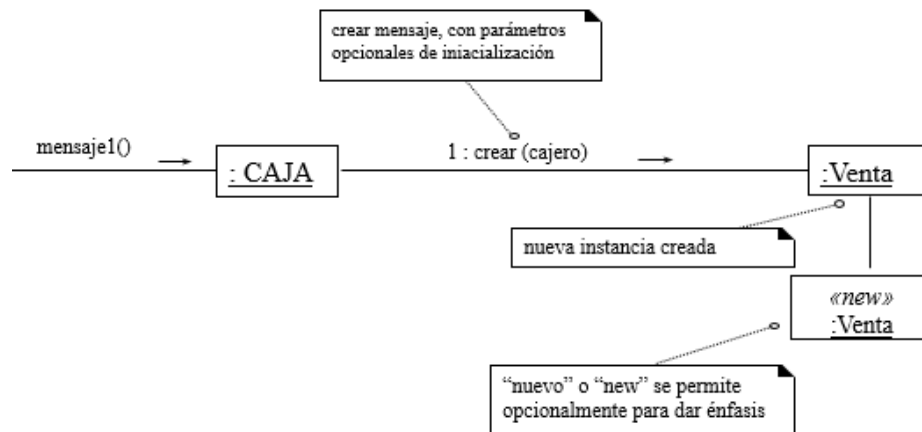 crear mensaje, con parámetros
opcionales de iniacialización
mensaje1()
1 : crear (cajero)
: CAJA
:Venta
nueva instancia creada
«new»
:Venta
“nuevo” o “new” se permite
opcionalmente para dar énfasis